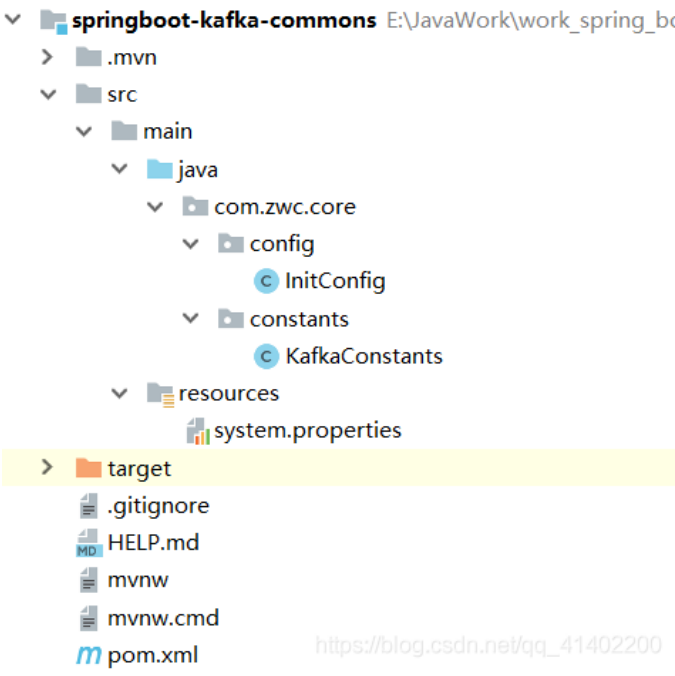 springboot-kafka-commons E:\JavaWork\work_spring_bo
.mvn
src
main
java
com.zwc.core
config
C InitConfig
constants
C KafkaConstants
resources
system.properties
target
.gitignore
MD HELP.md
mvnw
mvnw.cmd
m pom.xml
https://blog.csdn.net/qq_41402200